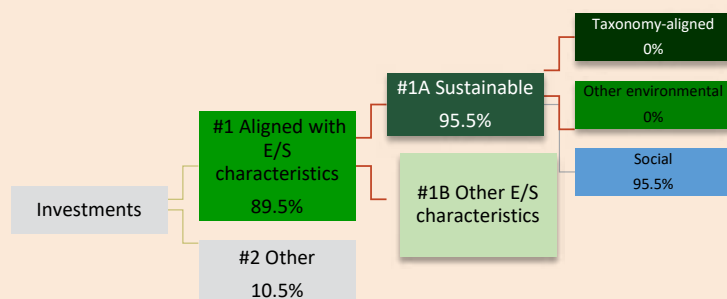 Investments
#1 Aligned with
E/S
characteristics
89.5%
#2 Other
10.5%
#1A Sustainable
95.5%
#1B Other E/S
characteristics
Taxonomy-aligned
0%
Other environmental
0%
Social
95.5%